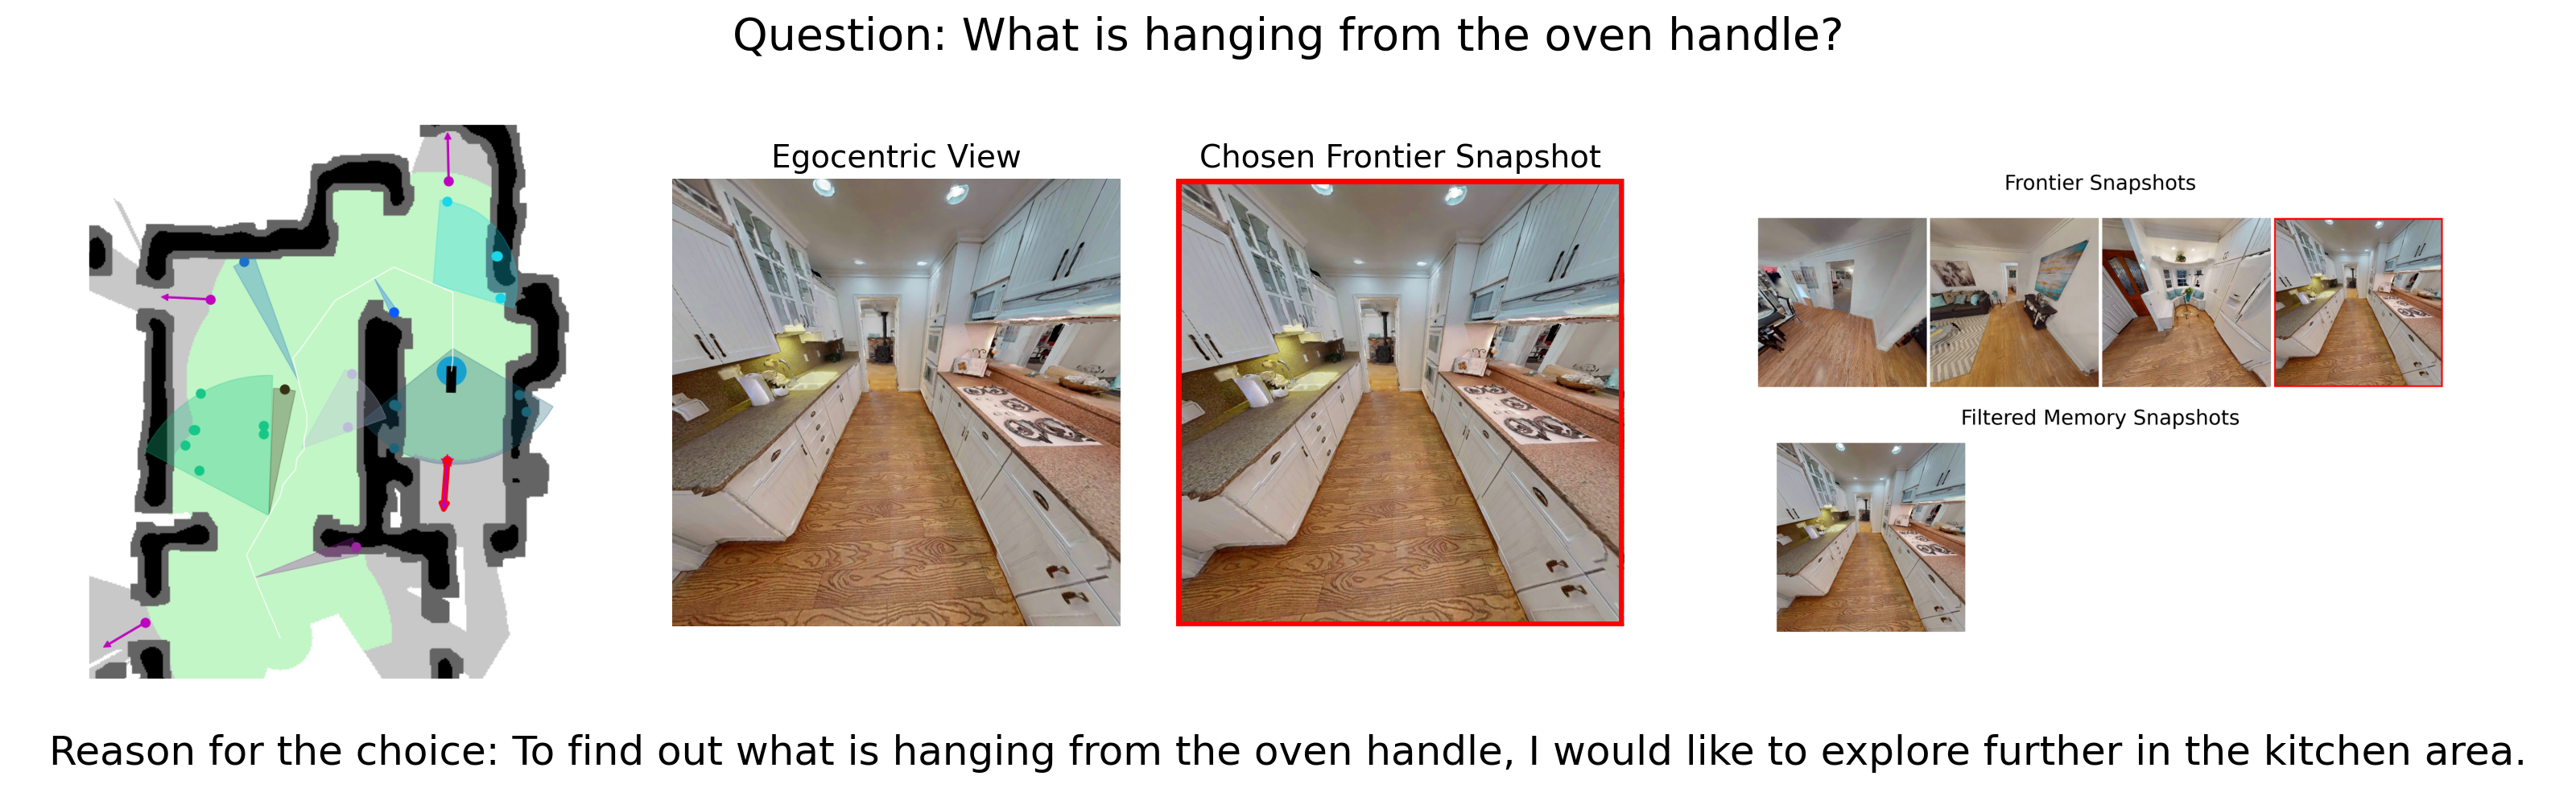 Question: What is hanging from the oven handle?
Egocentric View
Chosen Frontier Snapshot
Frontier Snapshots
Filtered Memory Snapshots
Reason for the choice: To find out what is hanging from the oven handle, I would like to explore further in the kitchen area.